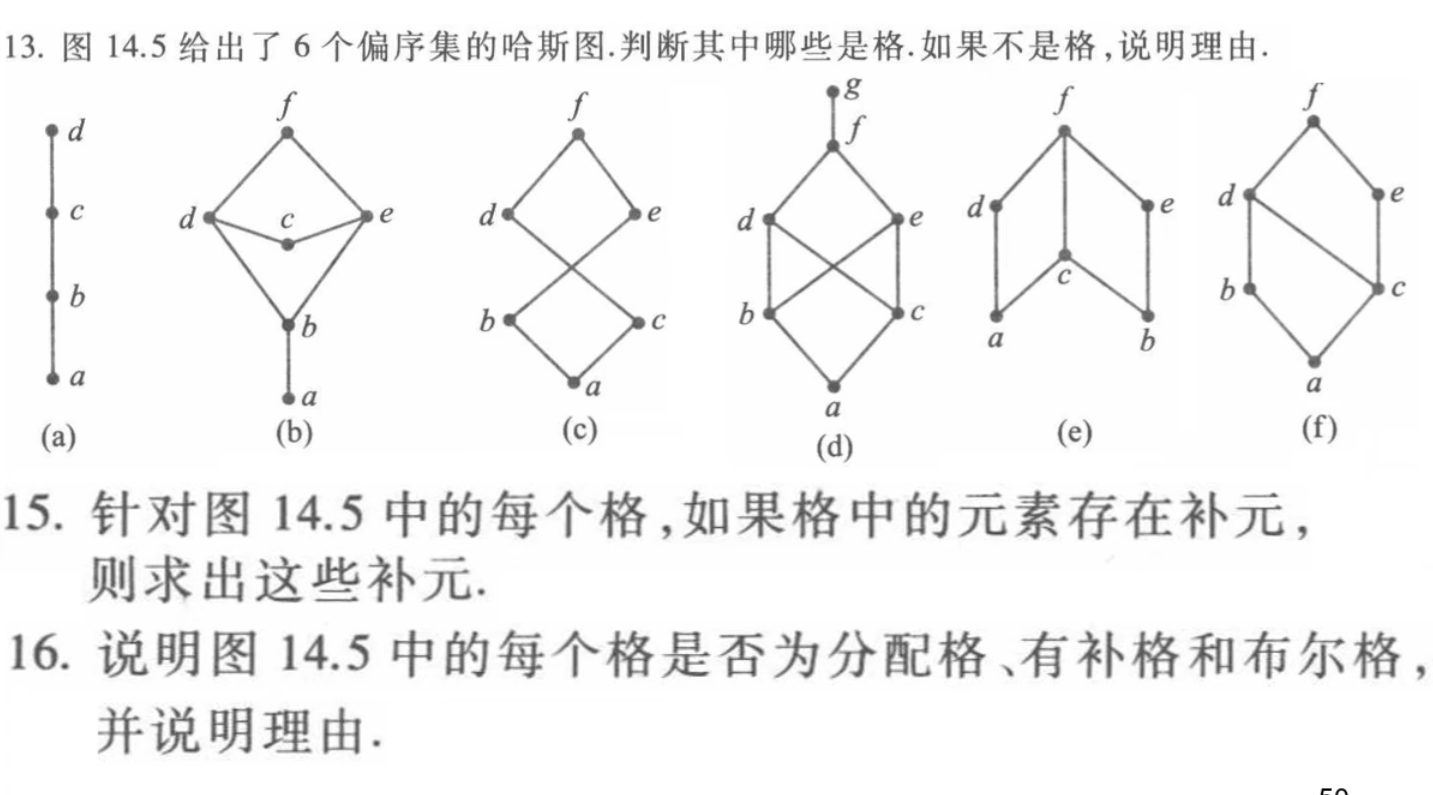 13. 图 14.5 给出了 6 个偏序集的哈斯图.判断其中哪些是格.如果不是格,说明理由.
d
c
b
a
(a)
f
d
c
e
b
a
(b)
f
d
e
b
c
a
(c)
g
f
d
e
b
c
a
(d)
f
d
e
c
a
b
(e)
f
d
e
b
c
a
(f)
15. 针对图 14.5 中的每个格,如果格中的元素存在补元,
则求出这些补元.
16. 说明图 14.5 中的每个格是否为分配格、有补格和布尔格,
并说明理由.